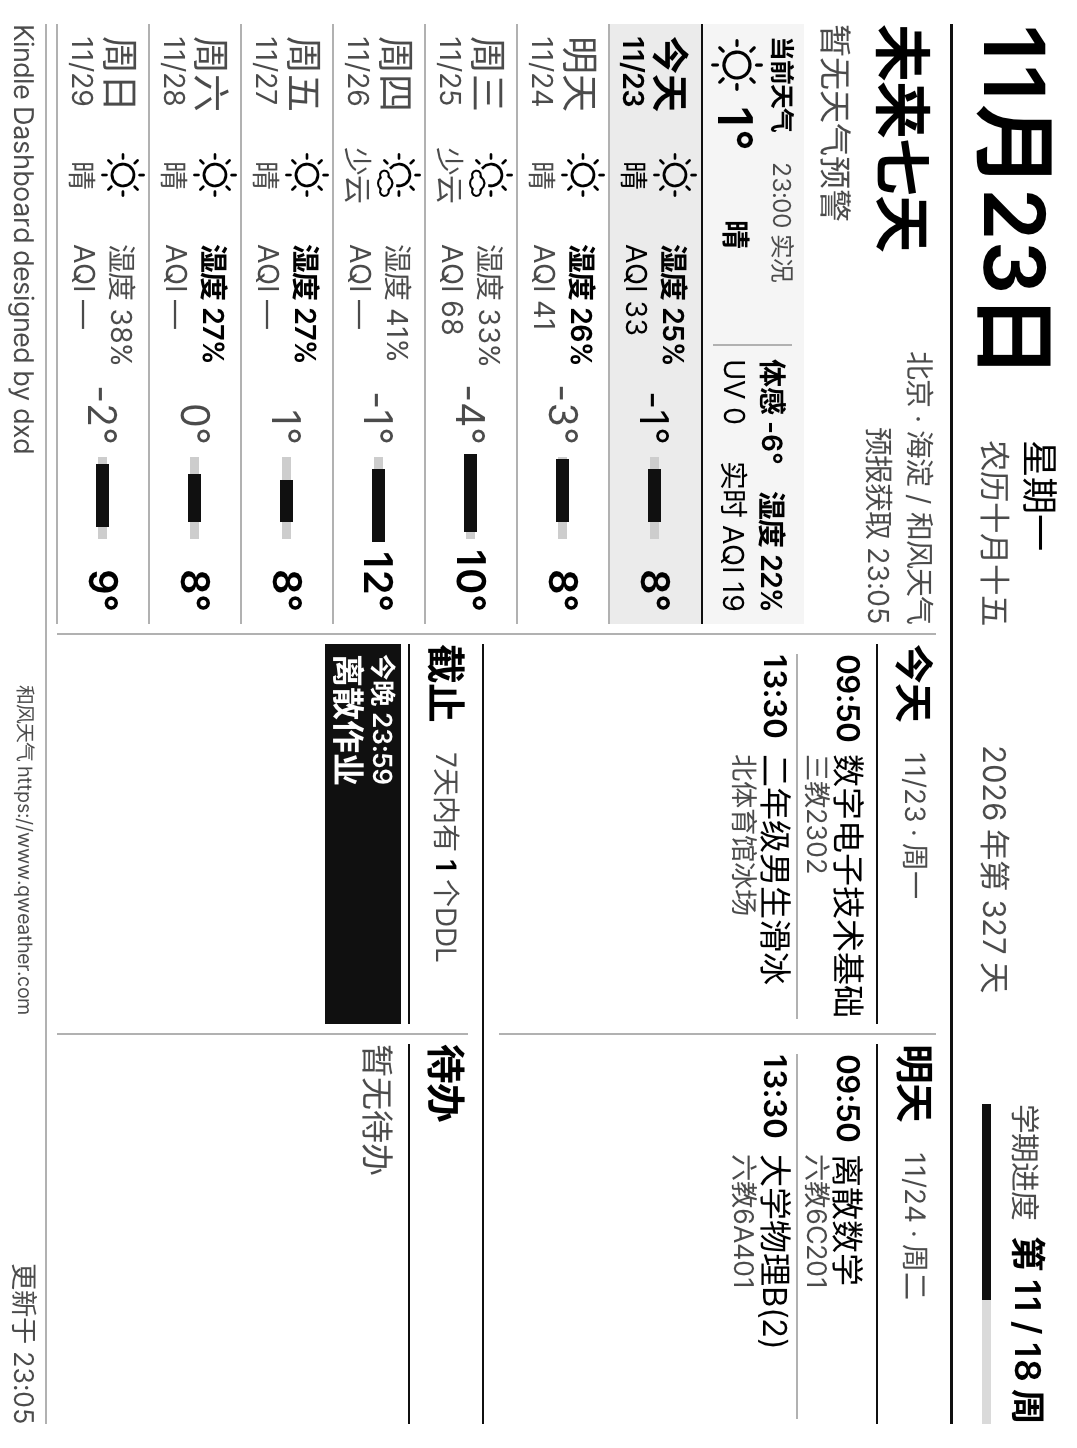 11月23日
星期一
农历十月十五
2026 年第 327 天
学期进度 第 11 / 18 周
未来七天
北京 · 海淀 / 和风天气
预报获取 23:05
暂无天气预警
当前天气 23:00 实况
1° 晴
体感 -6° 湿度 22%
UV 0 实时 AQI 19
今天 湿度 25% -1° 8°
11/23 晴 AQI 33
明天 湿度 26% -3° 8°
11/24 晴 AQI 41
周三 湿度 33% -4° 10°
11/25 少云 AQI 68
周四 湿度 41% -1° 12°
11/26 少云 AQI —
周五 湿度 27% 1° 8°
11/27 晴 AQI —
周六 湿度 27% 0° 8°
11/28 晴 AQI —
周日 湿度 38% -2° 9°
11/29 晴 AQI —
今天 11/23 · 周一
09:50 数字电子技术基础
三教2302
13:30 二年级男生滑冰
北体育馆冰场
明天 11/24 · 周二
09:50 离散数学
六教6C201
13:30 大学物理B(2)
六教6A401
截止 7天内有 1 个DDL
今晚 23:59
离散作业
待办
暂无待办
Kindle Dashboard designed by dxd
和风天气 https://www.qweather.com
更新于 23:05